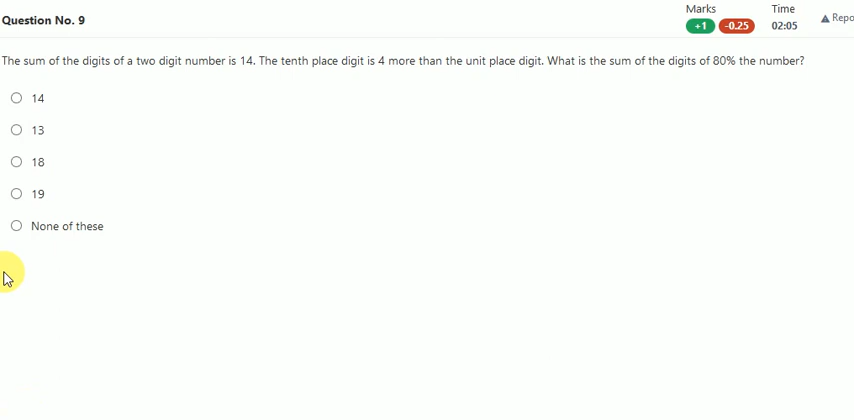 Question No. 9
Marks
+1 -0.25
Time
02:05
The sum of the digits of a two digit number is 14. The tenth place digit is 4 more than the unit place digit. What is the sum of the digits of 80% the number?
14
13
18
19
None of these